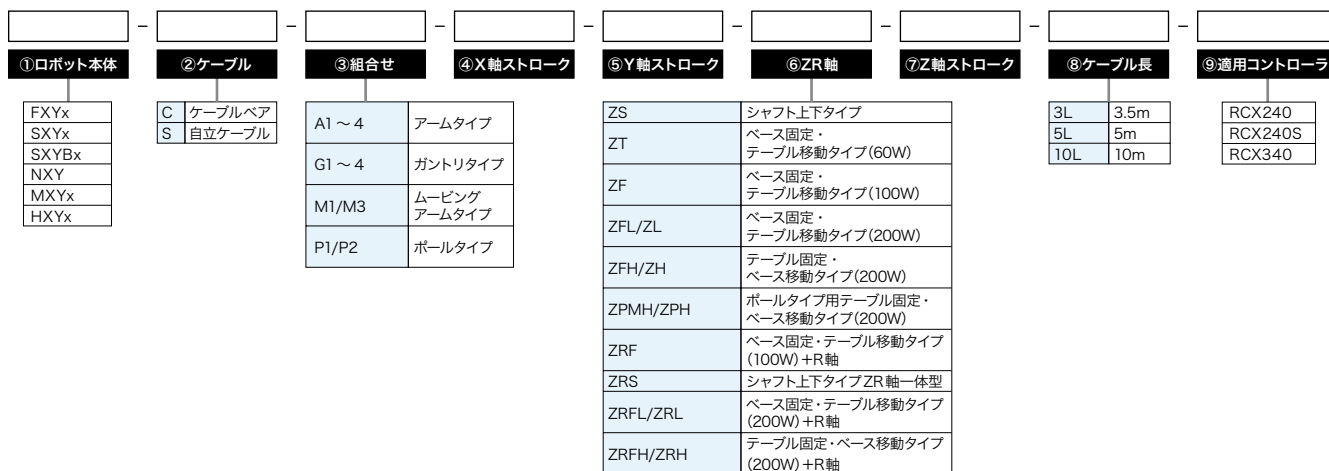 ①ロボット本体 ②ケーブル ③組合せ ④X軸ストローク ⑤Y軸ストローク ⑥ZR軸 ⑦Z軸ストローク ⑧ケーブル長 ⑨適用コントローラ
FXYx
SXYx
SXYBx
NXY
MXYx
HXYx
C ケーブルベア
S 自立ケーブル
A1～4 アームタイプ
G1～4 ガントリタイプ
M1/M3 ムービング
アームタイプ
P1/P2 ポールタイプ
ZS シャフト上下タイプ
ZT ベース固定・
テーブル移動タイプ(60W)
ZF ベース固定・
テーブル移動タイプ(100W)
ZFL/ZL ベース固定・
テーブル移動タイプ(200W)
ZFH/ZH テーブル固定・
ベース移動タイプ(200W)
ZPMH/ZPH ポールタイプ用テーブル固定・
ベース移動タイプ(200W)
ZRF ベース固定・テーブル移動タイプ
(100W)+R軸
ZRS シャフト上下タイプZR軸一体型
ZRFL/ZRL ベース固定・テーブル移動タイプ
(200W)+R軸
ZRFH/ZRH テーブル固定・ベース移動タイプ
(200W)+R軸
3L 3.5m
5L 5m
10L 10m
RCX240
RCX240S
RCX340